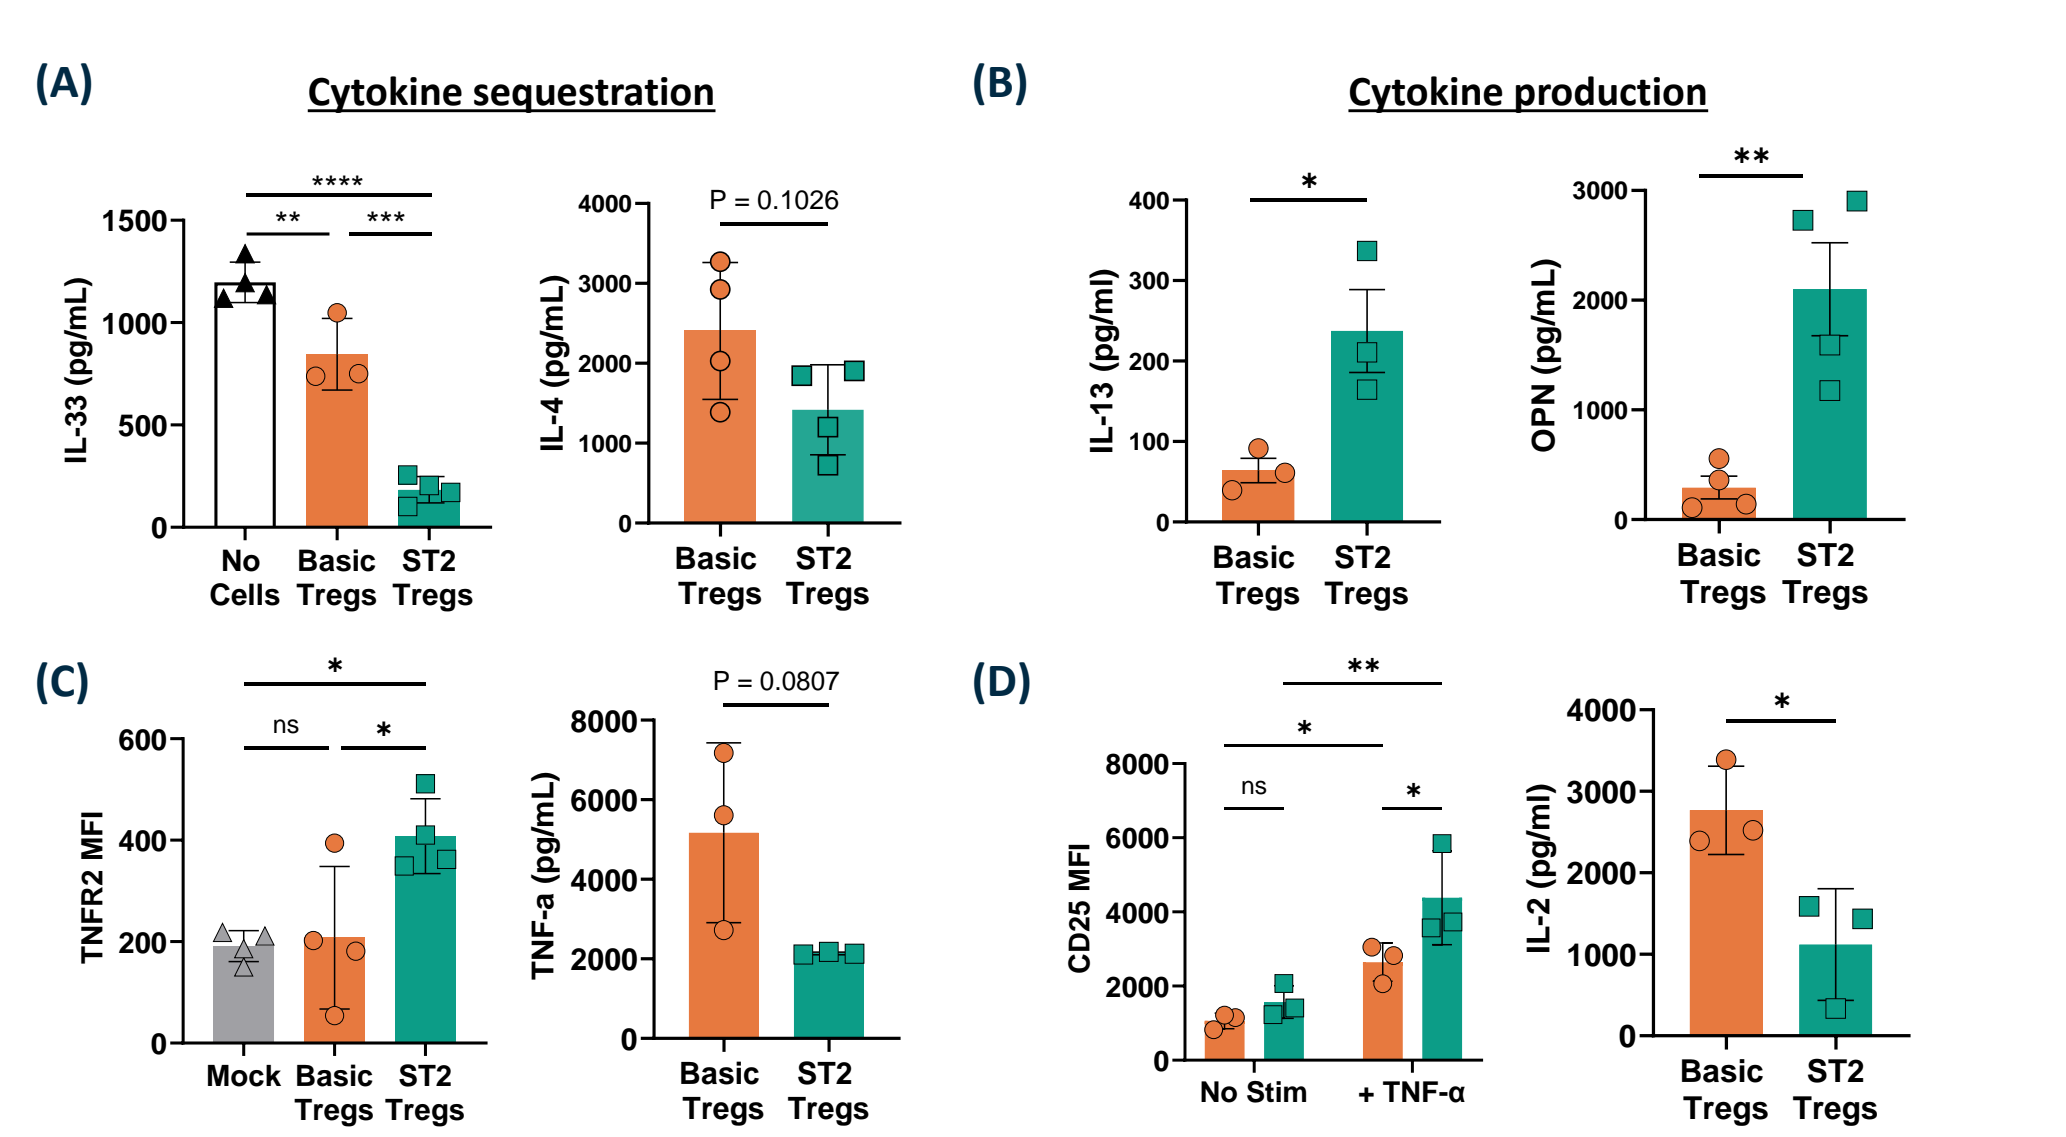 (A)
Cytokine sequestration
****
**
***
1500
1000
500
0
IL-33 (pg/mL)
No Cells
Basic Tregs
ST2 Tregs
P = 0.1026
4000
3000
2000
1000
0
IL-4 (pg/mL)
Basic Tregs
ST2 Tregs
(B)
Cytokine production
*
400
300
200
100
0
IL-13 (pg/ml)
Basic Tregs
ST2 Tregs
**
3000
2000
1000
0
OPN (pg/mL)
Basic Tregs
ST2 Tregs
(C)
*
ns
*
600
400
200
0
TNFR2 MFI
Mock
Basic Tregs
ST2 Tregs
P = 0.0807
8000
6000
4000
2000
0
TNF-a (pg/mL)
Basic Tregs
ST2 Tregs
(D)
**
*
ns
*
8000
6000
4000
2000
0
CD25 MFI
No Stim
+ TNF-α
*
4000
3000
2000
1000
0
IL-2 (pg/ml)
Basic Tregs
ST2 Tregs